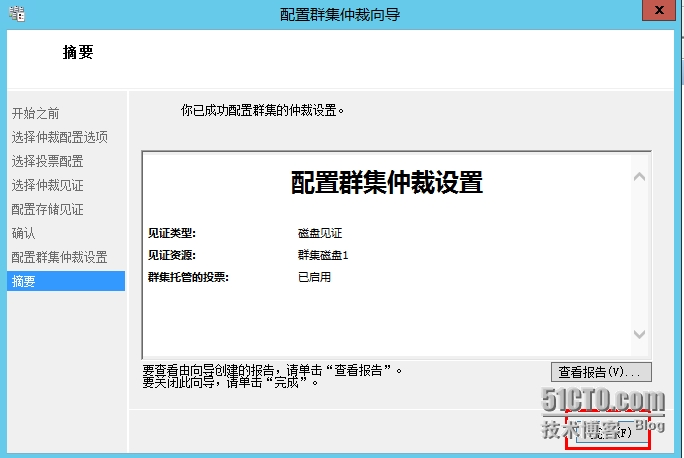 配置群集仲裁向导
x
摘要
开始之前
选择仲裁配置选项
选择投票配置
选择仲裁见证
配置存储见证
确认
配置群集仲裁设置
摘要
你已成功配置群集的仲裁设置。
配置群集仲裁设置
见证类型: 磁盘见证
见证资源: 群集磁盘1
群集托管的投票: 已启用
要查看由向导创建的报告,请单击“查看报告”。
要关闭此向导,请单击“完成”。
查看报告(V)...
51CTO.com
技术博客 Blog
(F)